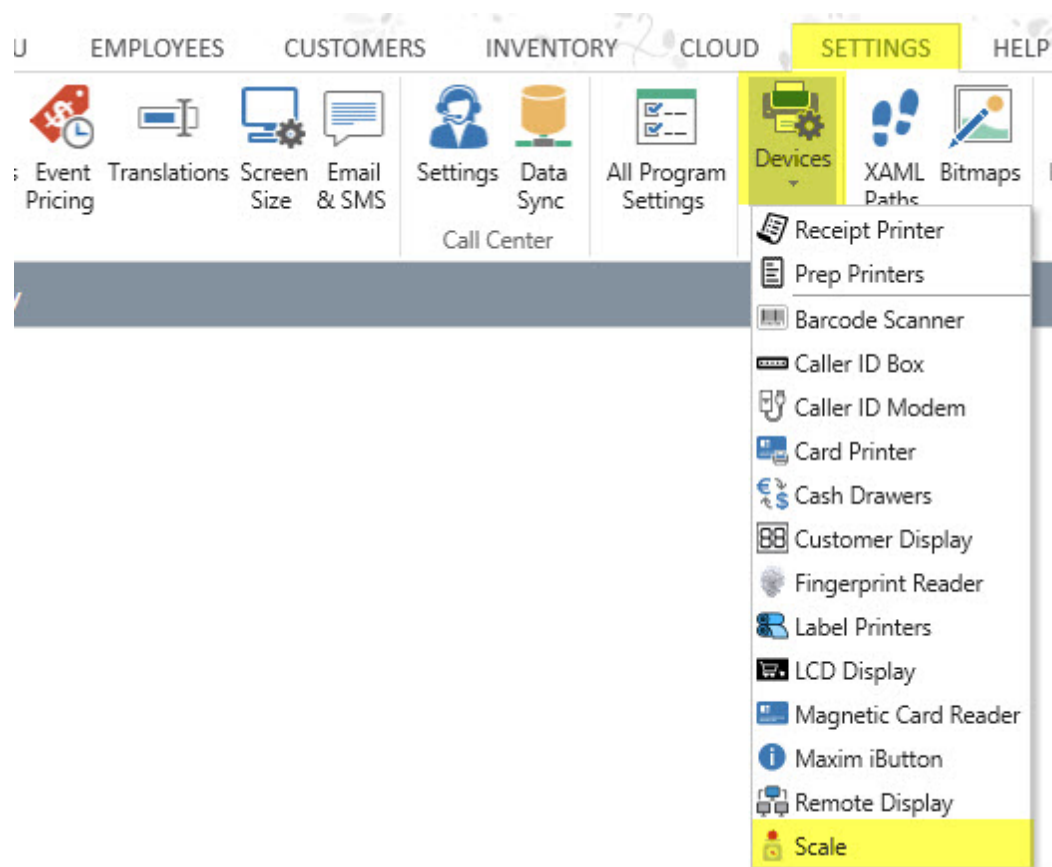 U EMPLOYEES CUSTOMERS INVENTORY CLOUD SETTINGS HELP
s Event Pricing
Translations
Screen Size
Email & SMS
Settings
Data Sync
Call Center
All Program Settings
Devices
XAML Paths
Bitmaps
y
Receipt Printer
Prep Printers
Barcode Scanner
Caller ID Box
Caller ID Modem
Card Printer
Cash Drawers
Customer Display
Fingerprint Reader
Label Printers
LCD Display
Magnetic Card Reader
Maxim iButton
Remote Display
Scale